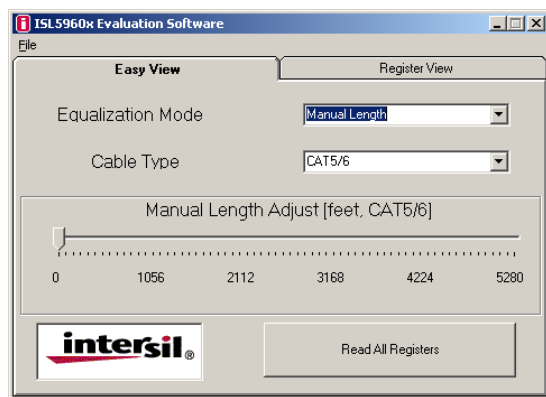 ISL5960x Evaluation Software
File
Easy View
Register View
Equalization Mode
Manual Length
Cable Type
CAT5/6
Manual Length Adjust [feet, CAT5/6]
0 1056 2112 3168 4224 5280
intersil®
Read All Registers